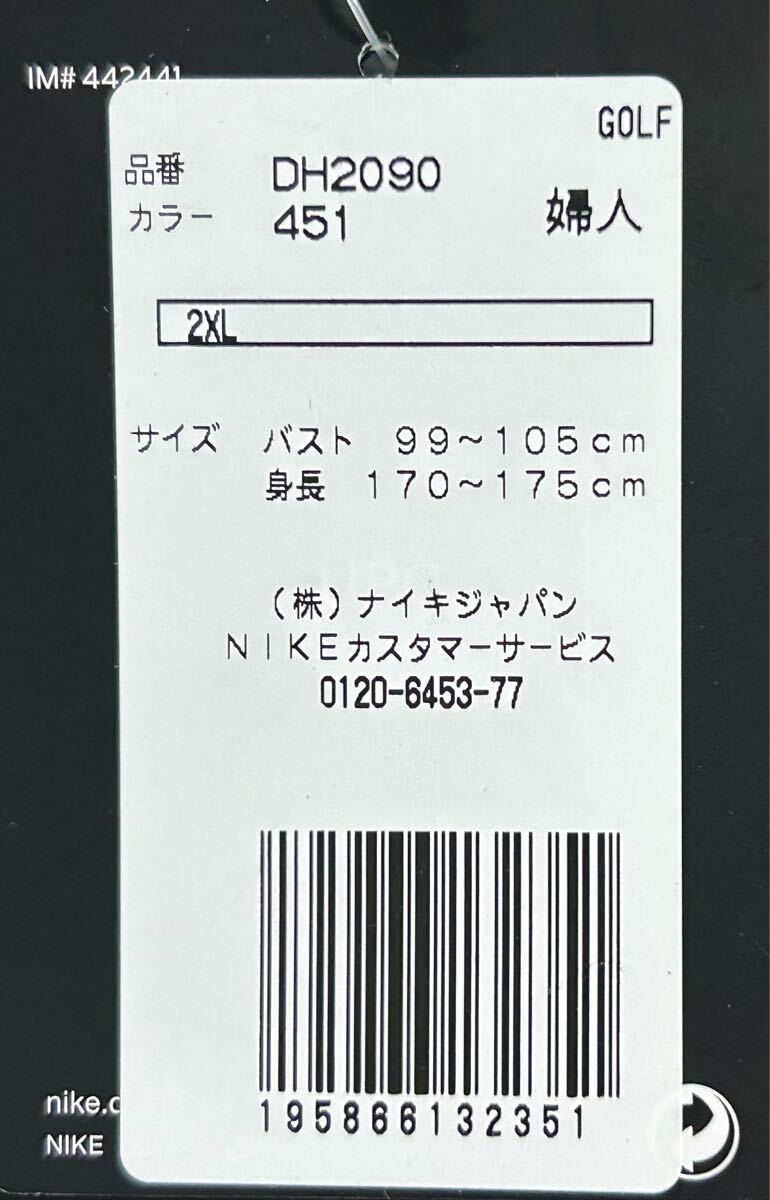 IM# 442441
GOLF
品番 DH2090
カラー 451 婦人
2XL
サイズ バスト 99~105cm
身長 170~175cm
(株)ナイキジャパン
NIKEカスタマーサービス
0120-6453-77
195866132351
nike.c
NIKE